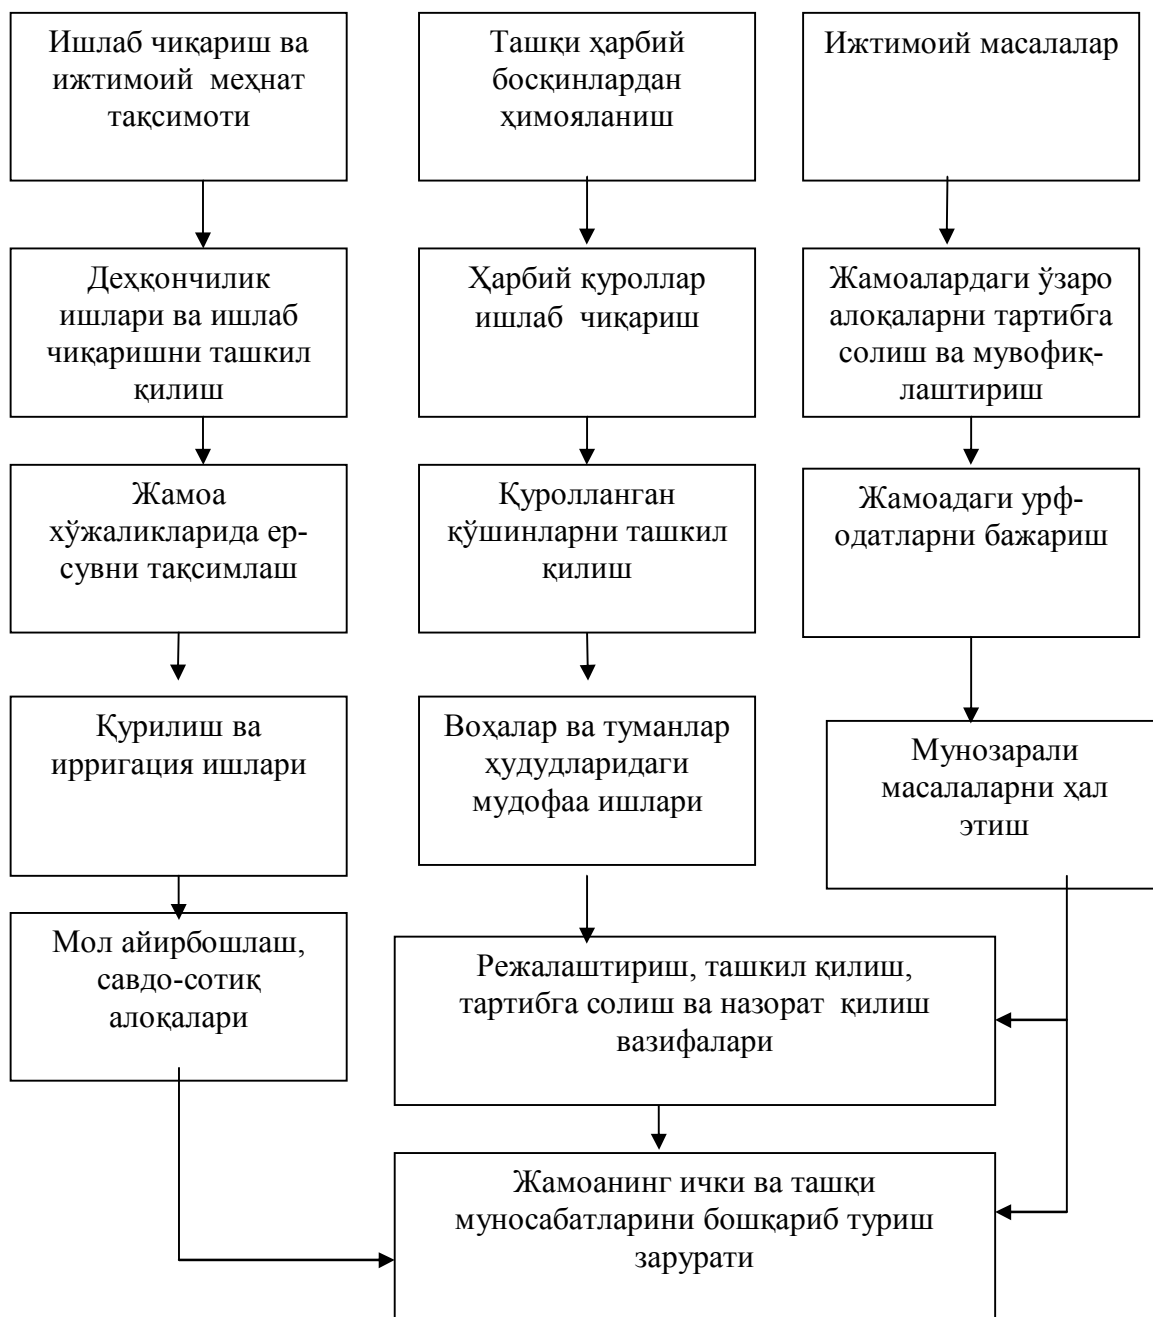 Ишлаб чиқариш ва
ижтимоий меҳнат
тақсимоти
Ташқи ҳарбий
босқинлардан
ҳимояланиш
Ижтимоий масалалар
Деҳқончилик
ишлари ва ишлаб
чиқаришни ташкил
қилиш
Ҳарбий қуроллар
ишлаб чиқариш
Жамоалардаги ўзаро
алоқаларни тартибга
солиш ва мувофиқ-
лаштириш
Жамоа
хўжаликларида ер-
сувни тақсимлаш
Қуролланган
қўшинларни ташкил
қилиш
Жамоадаги урф-
одатларни бажариш
Қурилиш ва
ирригация ишлари
Воҳалар ва туманлар
ҳудудларидаги
мудофаа ишлари
Мунозарали
масалаларни ҳал
этиш
Мол айирбошлаш,
савдо-сотиқ
алоқалари
Режалаштириш, ташкил қилиш,
тартибга солиш ва назорат қилиш
вазифалари
Жамоанинг ички ва ташқи
муносабатларини бошқариб туриш
зарурати